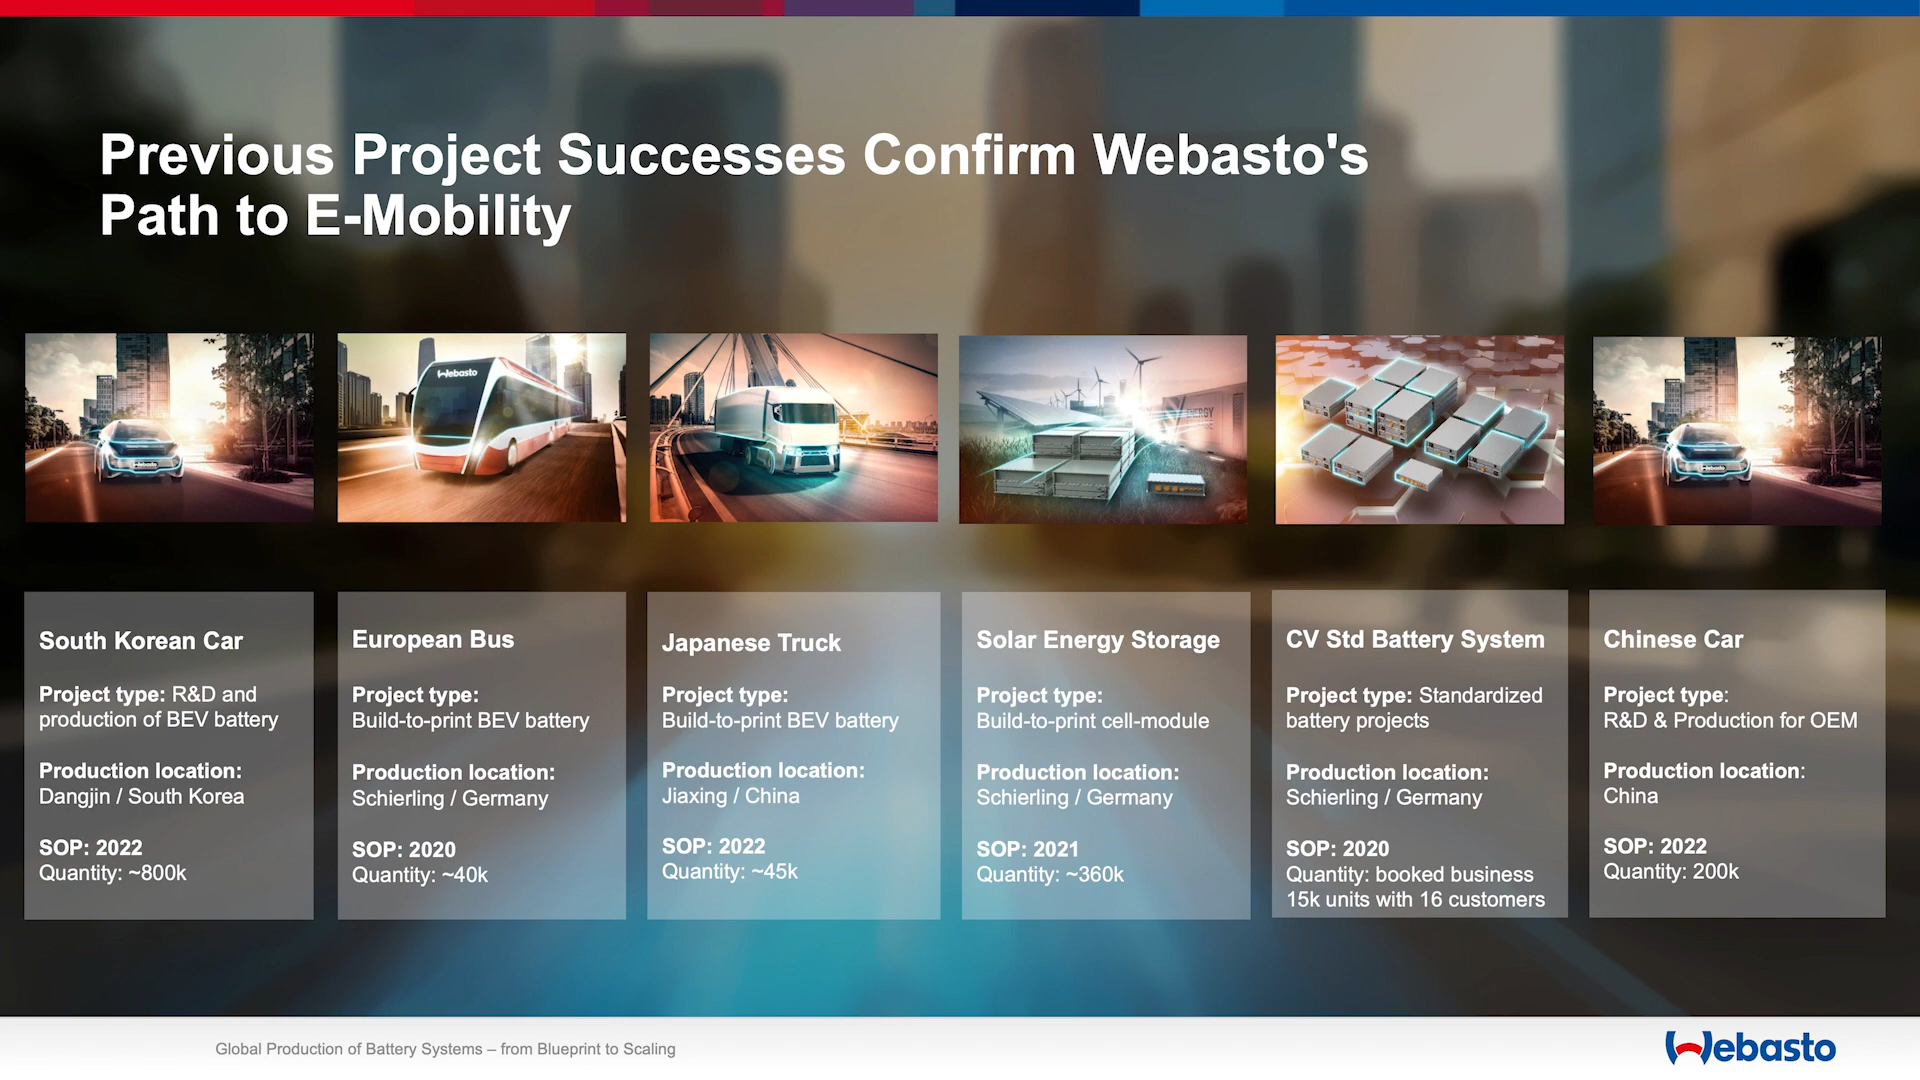 Previous Project Successes Confirm Webasto's
Path to E-Mobility
Webasto
Webasto
ENERGY
Webasto
South Korean Car
Project type: R&D and
production of BEV battery
Production location:
Dangjin / South Korea
SOP: 2022
Quantity: ~800k
European Bus
Project type:
Build-to-print BEV battery
Production location:
Schierling / Germany
SOP: 2020
Quantity: ~40k
Japanese Truck
Project type:
Build-to-print BEV battery
Production location:
Jiaxing / China
SOP: 2022
Quantity: ~45k
Solar Energy Storage
Project type:
Build-to-print cell-module
Production location:
Schierling / Germany
SOP: 2021
Quantity: ~360k
CV Std Battery System
Project type: Standardized
battery projects
Production location:
Schierling / Germany
SOP: 2020
Quantity: booked business
15k units with 16 customers
Chinese Car
Project type:
R&D & Production for OEM
Production location:
China
SOP: 2022
Quantity: 200k
Global Production of Battery Systems – from Blueprint to Scaling
Webasto